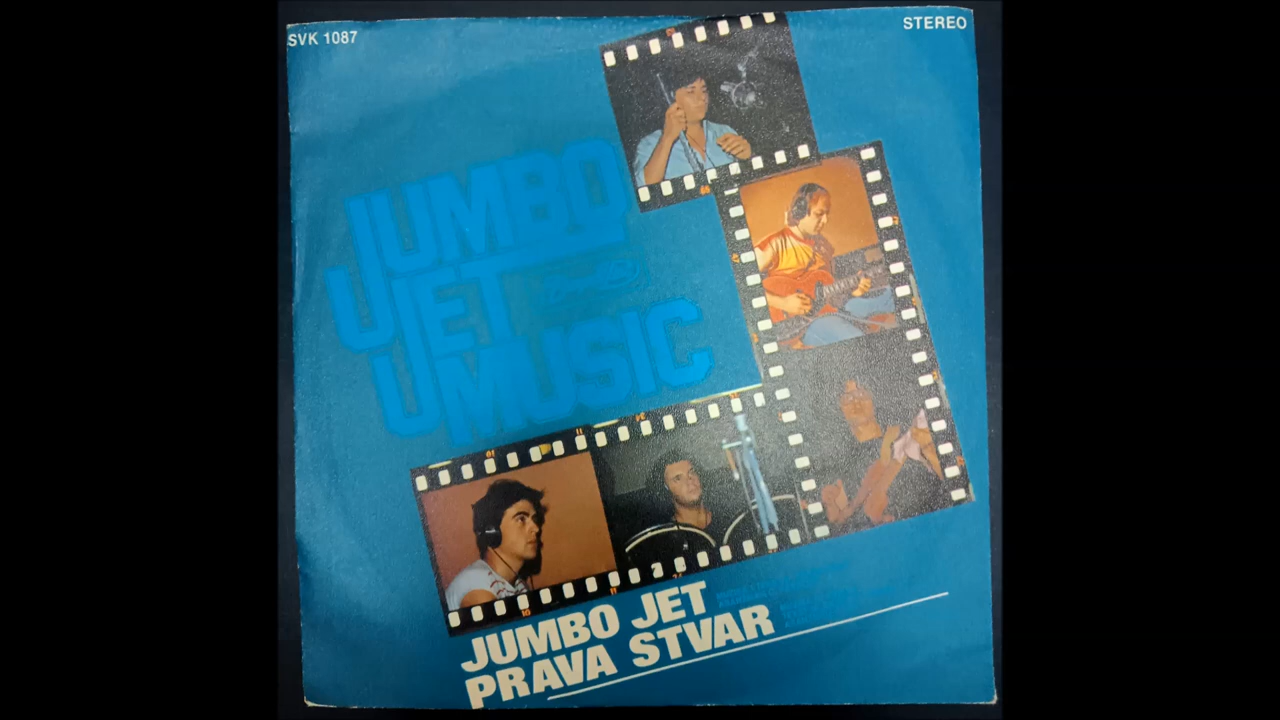 SVK 1087
STEREO
JUMBO
JET
MUSIC
JUMBO JET
PRAVA STVAR